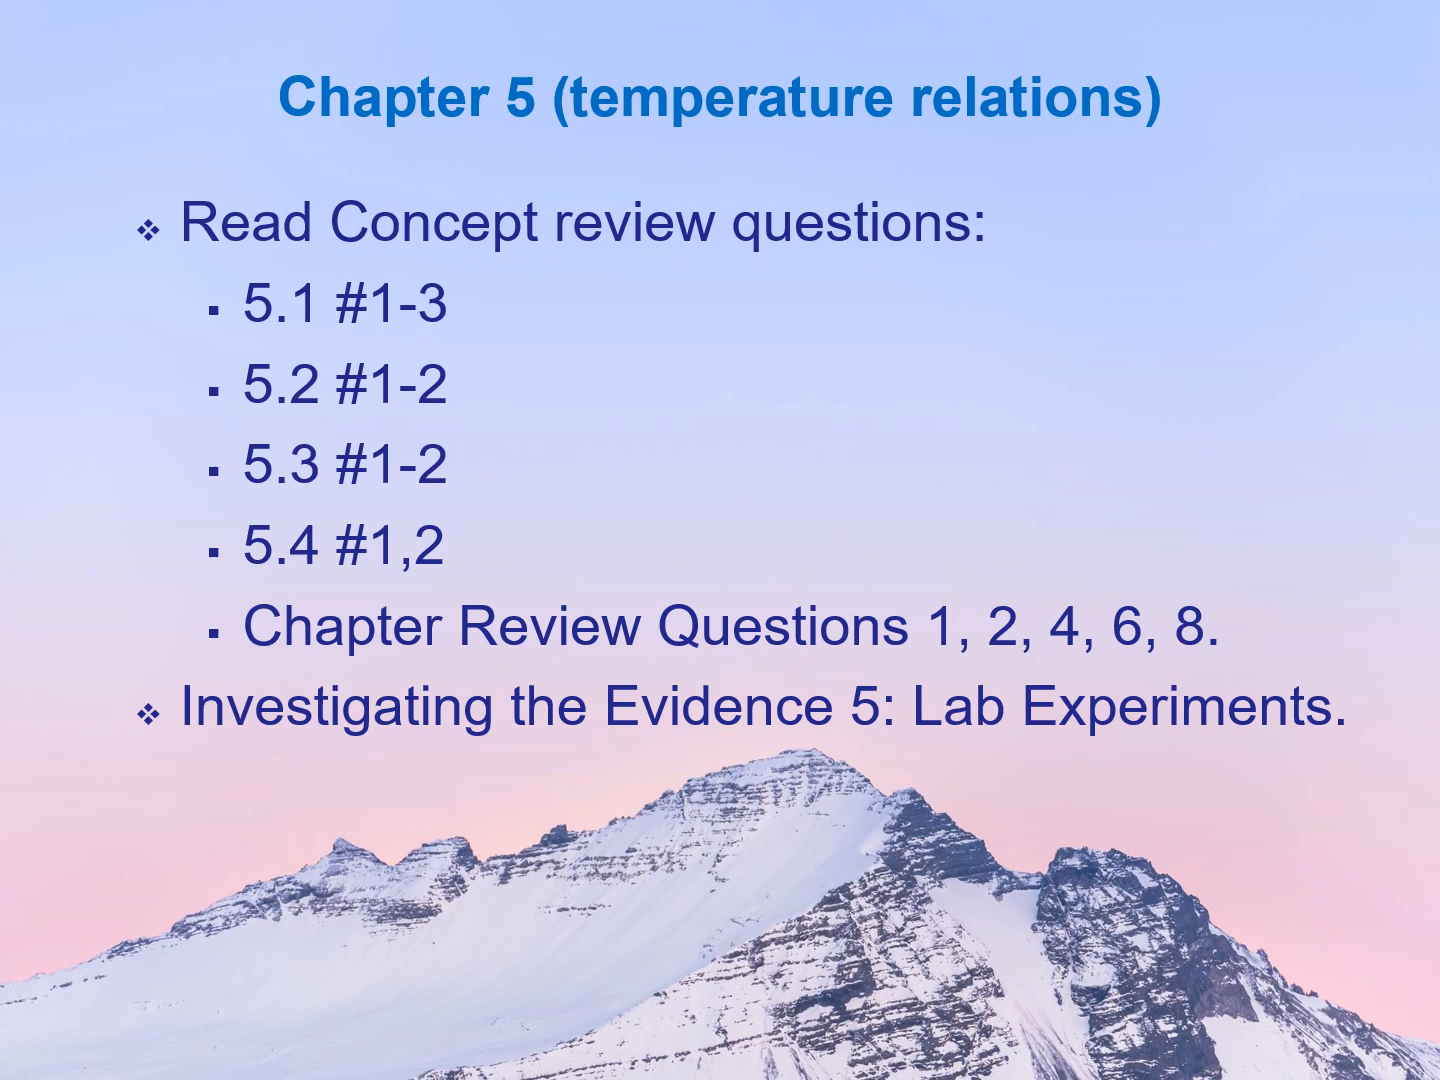 Chapter 5 (temperature relations)
❖ Read Concept review questions:
▪ 5.1 #1-3
▪ 5.2 #1-2
▪ 5.3 #1-2
▪ 5.4 #1,2
▪ Chapter Review Questions 1, 2, 4, 6, 8.
❖ Investigating the Evidence 5: Lab Experiments.